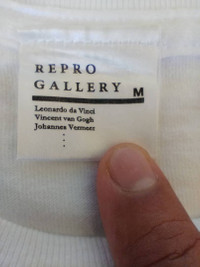 REPRO
GALLERY M
Leonardo da Vinci
Vincent van Gogh
Johannes Vermeer